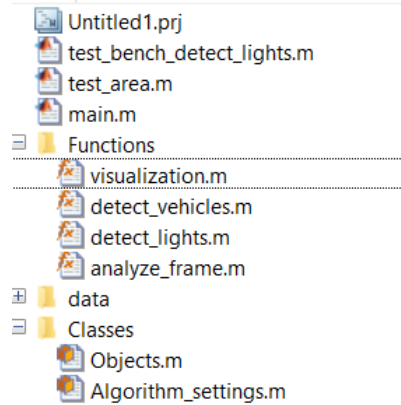 Untitled1.prj
test_bench_detect_lights.m
test_area.m
main.m
Functions
visualization.m
detect_vehicles.m
detect_lights.m
analyze_frame.m
data
Classes
Objects.m
Algorithm_settings.m